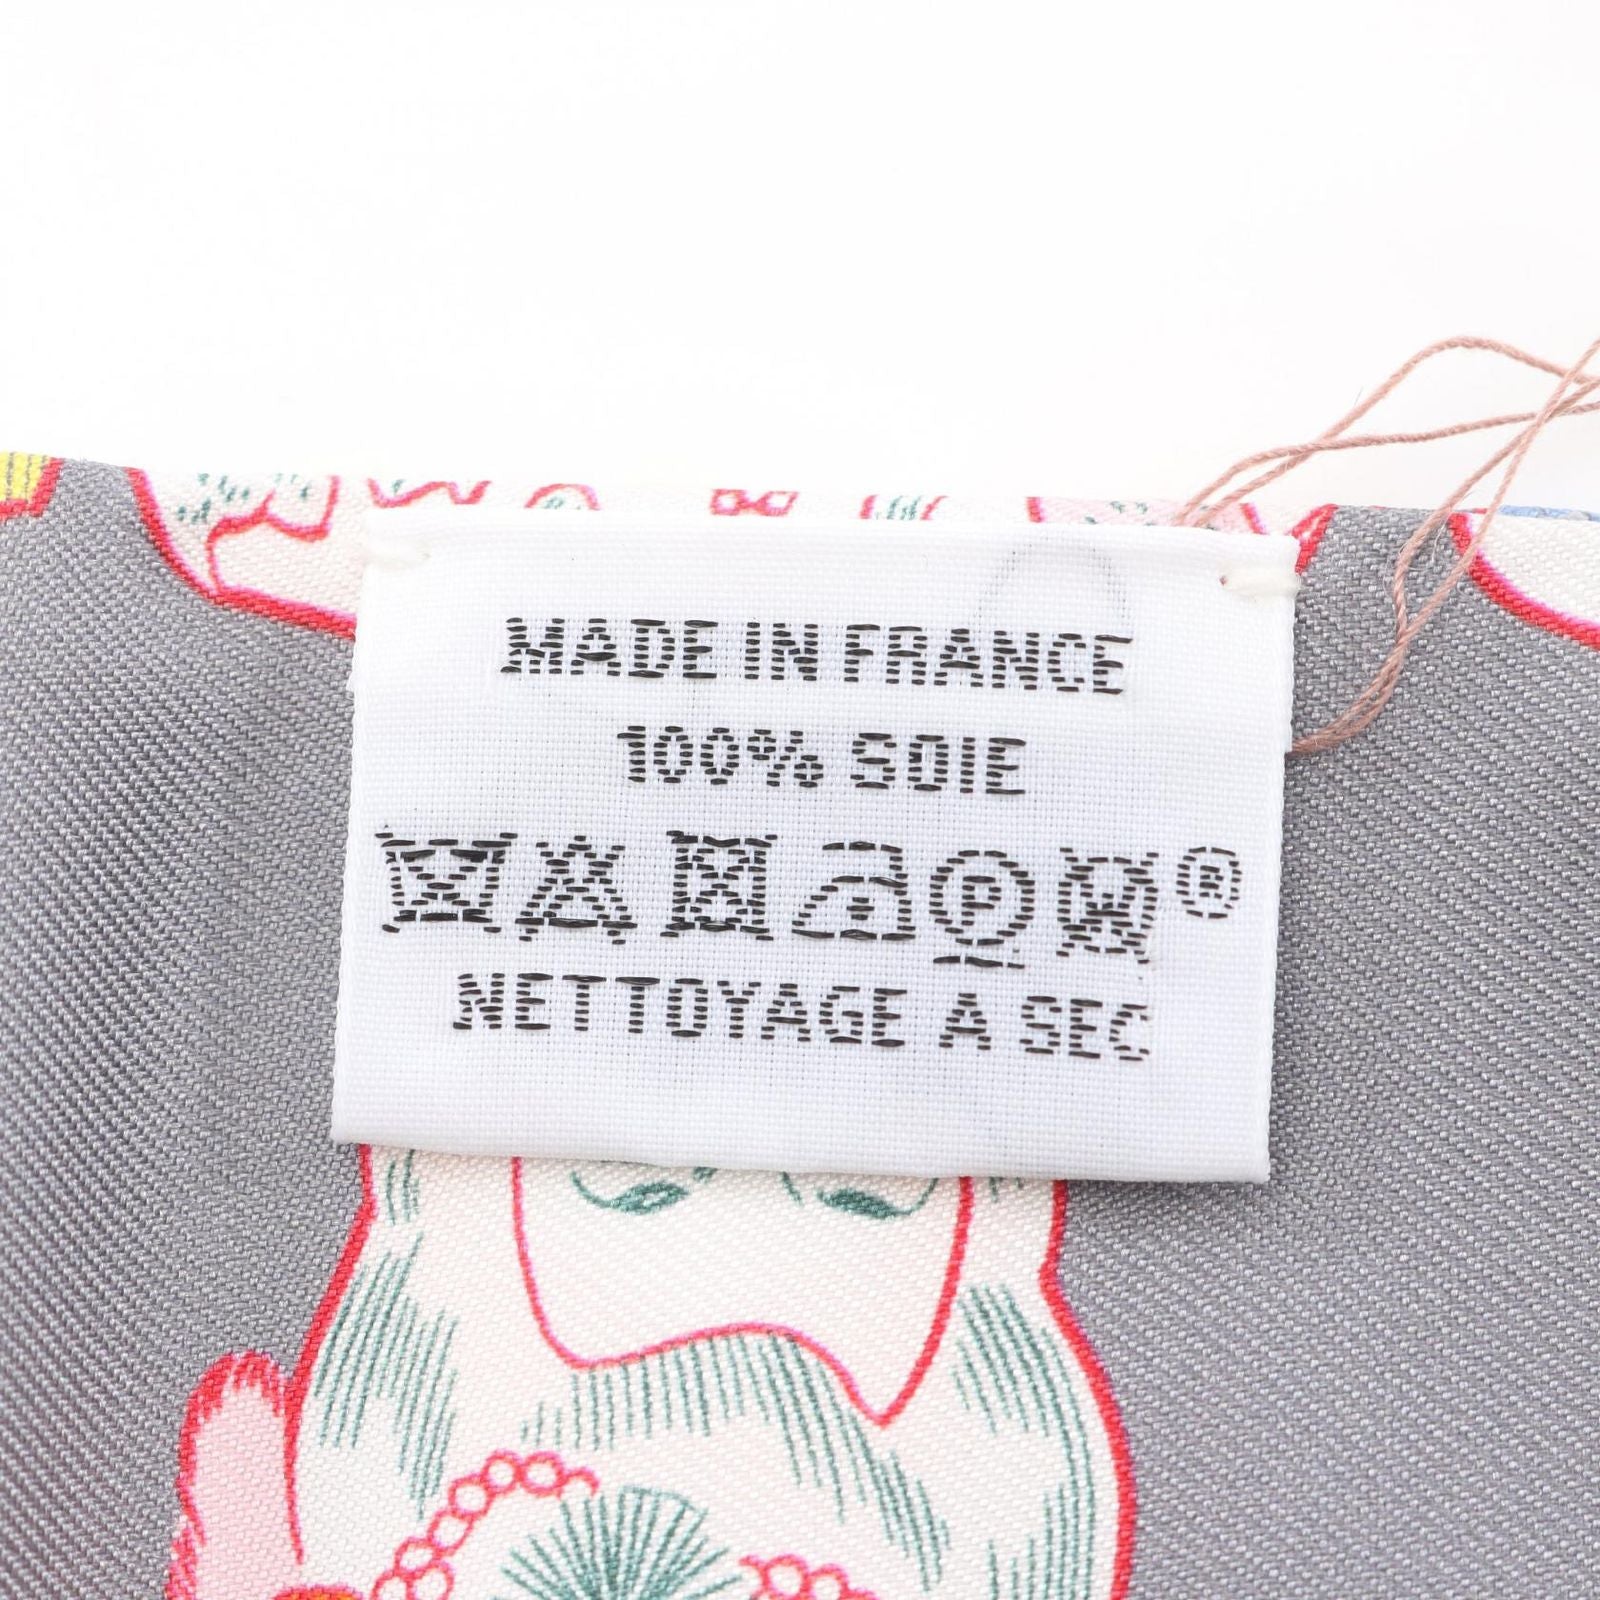 MADE IN FRANCE
100% SOIE
P W ®
NETTOYAGE A SEC